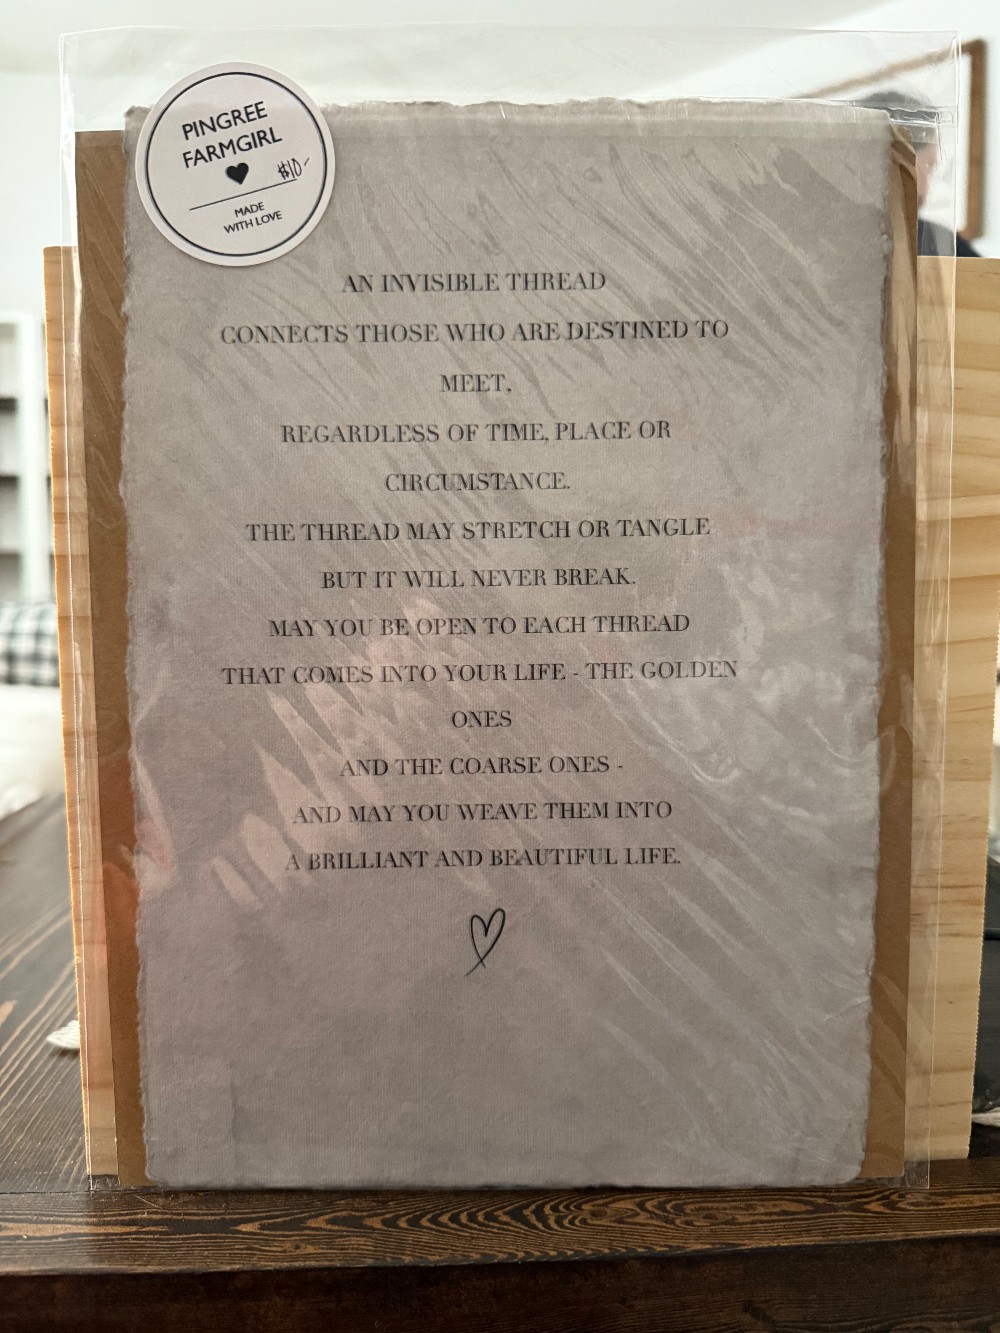 PINGREE
FARMGIRL
$10-
MADE
WITH LOVE
AN INVISIBLE THREAD
CONNECTS THOSE WHO ARE DESTINED TO
MEET,
REGARDLESS OF TIME, PLACE OR
CIRCUMSTANCE.
THE THREAD MAY STRETCH OR TANGLE
BUT IT WILL NEVER BREAK.
MAY YOU BE OPEN TO EACH THREAD
THAT COMES INTO YOUR LIFE - THE GOLDEN
ONES
AND THE COARSE ONES -
AND MAY YOU WEAVE THEM INTO
A BRILLIANT AND BEAUTIFUL LIFE.